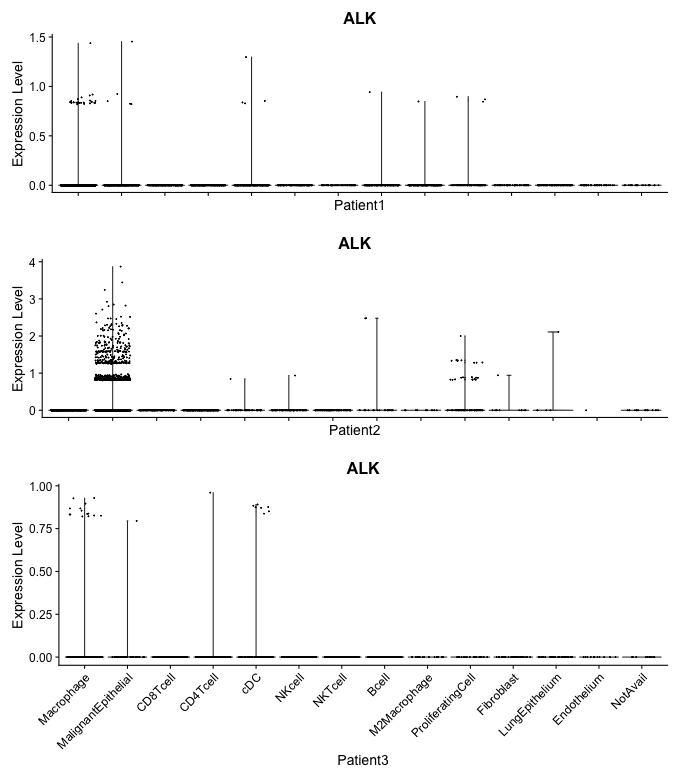 ALK
Expression Level
1.5
1.0
0.5
0.0
Patient1
ALK
Expression Level
4
3
2
1
0
Patient2
ALK
Expression Level
1.00
0.75
0.50
0.25
0.00
Macrophage
MalignantEpithelial
CD8Tcell
CD4Tcell
cDC
NKcell
NKTcell
Bcell
M2Macrophage
ProliferatingCell
Fibroblast
LungEpithelium
Endothelium
NotAvail
Patient3